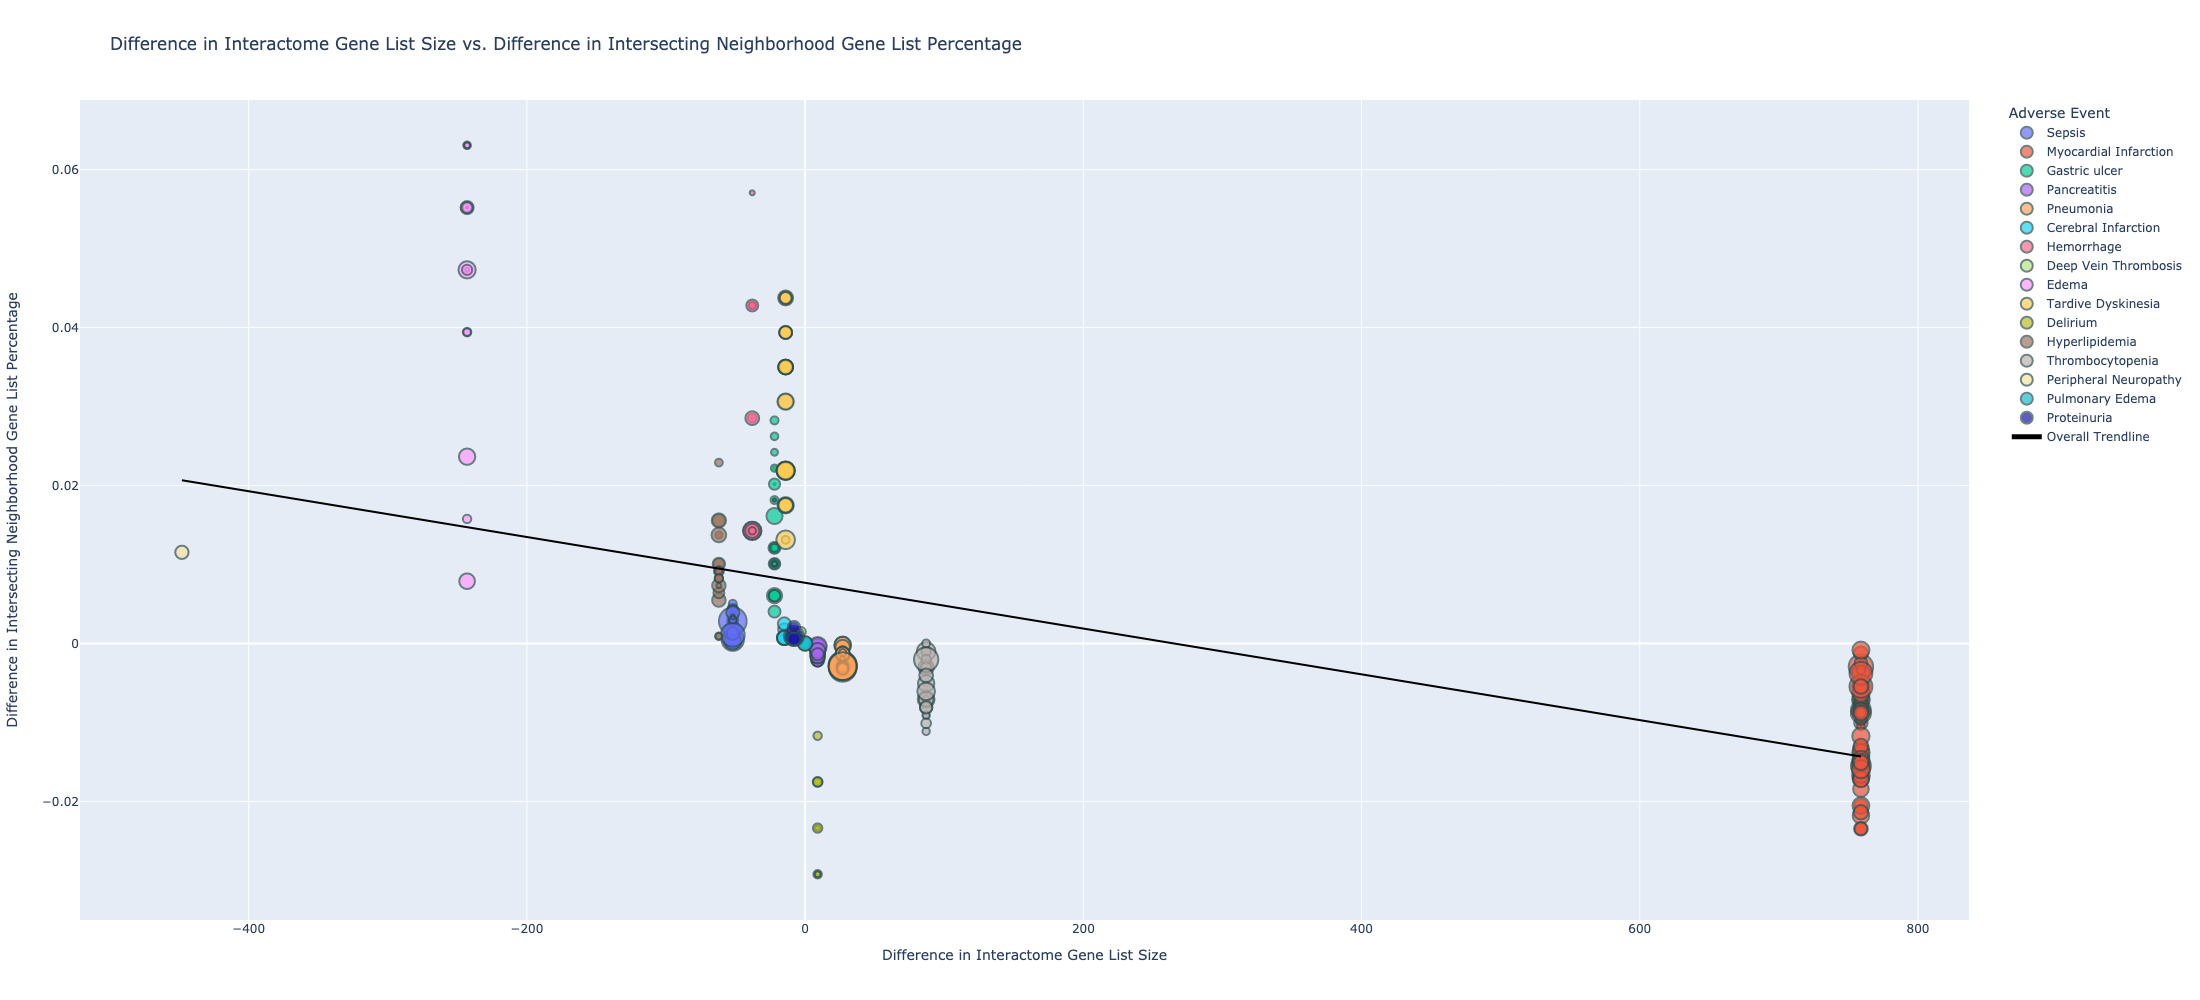 Difference in Interactome Gene List Size vs. Difference in Intersecting Neighborhood Gene List Percentage
Difference in Intersecting Neighborhood Gene List Percentage
0.06
0.04
0.02
0
−0.02
−400
−200
0
200
400
600
800
Difference in Interactome Gene List Size
Adverse Event
Sepsis
Myocardial Infarction
Gastric ulcer
Pancreatitis
Pneumonia
Cerebral Infarction
Hemorrhage
Deep Vein Thrombosis
Edema
Tardive Dyskinesia
Delirium
Hyperlipidemia
Thrombocytopenia
Peripheral Neuropathy
Pulmonary Edema
Proteinuria
Overall Trendline